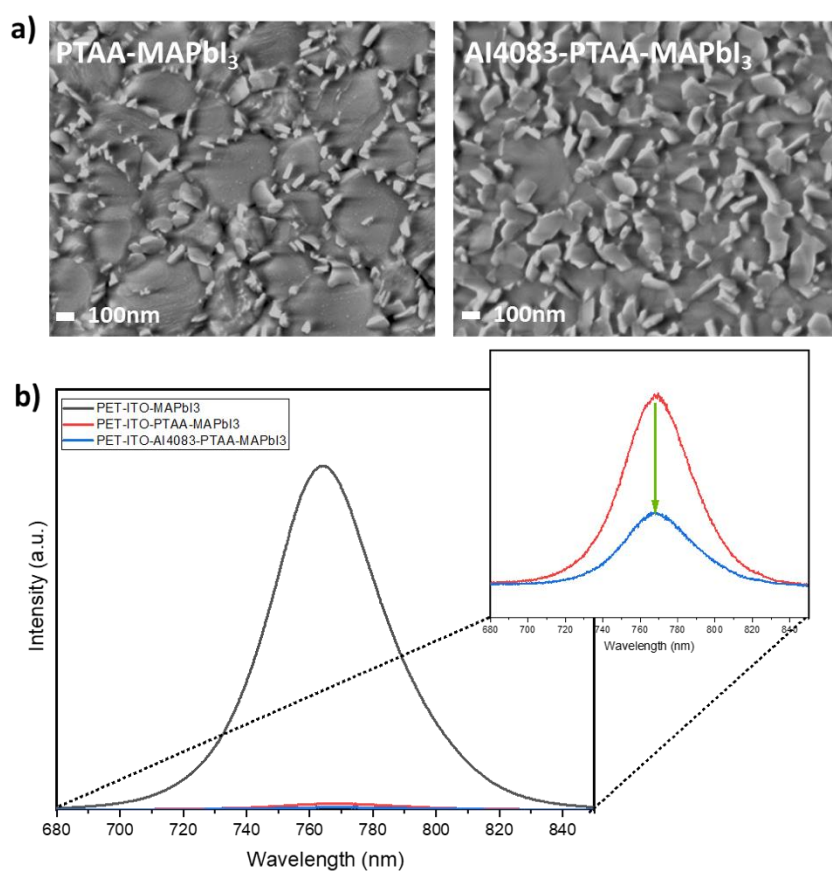 a)
PTAA-MAPbI₃
AI4083-PTAA-MAPbI₃
100nm
100nm
b)
PET-ITO-MAPbI3
PET-ITO-PTAA-MAPbI3
PET-ITO-AI4083-PTAA-MAPbI3
Intensity (a.u.)
680 700 720 740 760 780 800 820 840
Wavelength (nm)
680 700 720 740 760 780 800 820 840
Wavelength (nm)